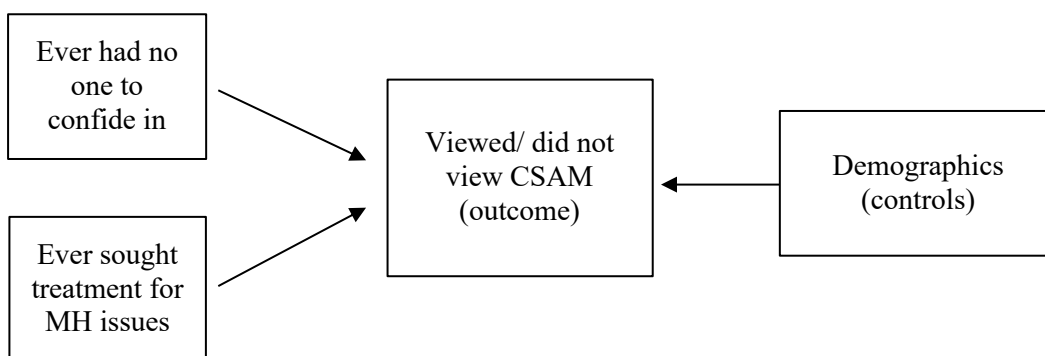 Ever had no
one to
confide in
Viewed/ did not
view CSAM
(outcome)
Demographics
(controls)
Ever sought
treatment for
MH issues